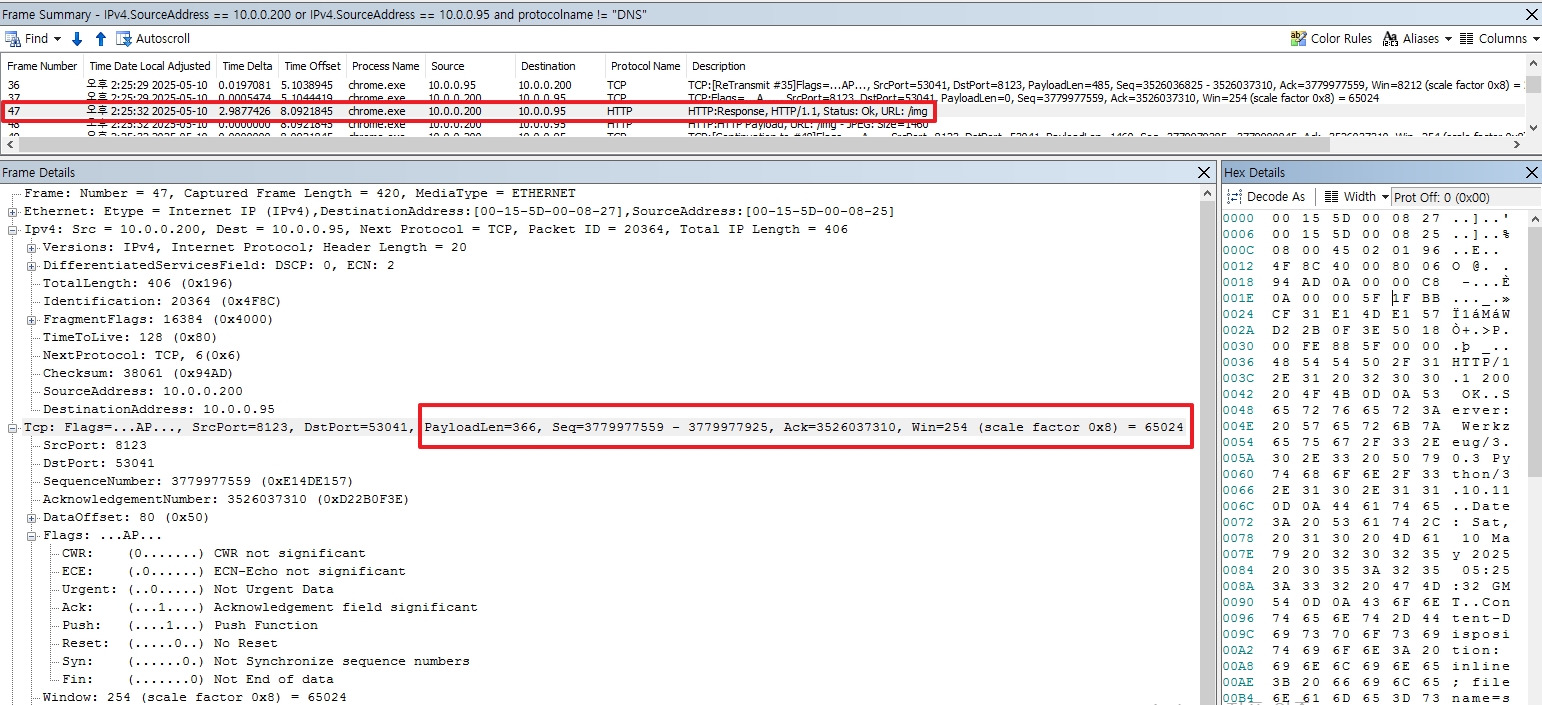 Frame Summary - IPv4.SourceAddress == 10.0.0.200 or IPv4.SourceAddress == 10.0.0.95 and protocolname != "DNS"
Find Autoscroll Color Rules Aliases Columns
Frame Number Time Date Local Adjusted Time Delta Time Offset Process Name Source Destination Protocol Name Description
36 오후 2:25:29 2025-05-10 0.0197081 5.1038945 chrome.exe 10.0.0.95 10.0.0.200 TCP TCP:[ReTransmit #35]Flags=...AP..., SrcPort=53041, DstPort=8123, PayloadLen=485, Seq=3526036825 - 3526037310, Ack=3779977559, Win=8212 (scale factor 0x8) =
37 오후 2:25:29 2025-05-10 0.0005474 5.1044419 chrome.exe 10.0.0.200 10.0.0.95 TCP TCP:Flags=...A...., SrcPort=8123, DstPort=53041, PayloadLen=0, Seq=3779977559, Ack=3526037310, Win=254 (scale factor 0x8) = 65024
47 오후 2:25:32 2025-05-10 2.9877426 8.0921845 chrome.exe 10.0.0.200 10.0.0.95 HTTP HTTP:Response, HTTP/1.1, Status: Ok, URL: /img
48 오후 2:25:32 2025-05-10 0.0000000 8.0921845 chrome.exe 10.0.0.200 10.0.0.95 HTTP HTTP:HTTP Payload, URL: /img - JPEG: Size=1460
Frame Details
Frame: Number = 47, Captured Frame Length = 420, MediaType = ETHERNET
Ethernet: Etype = Internet IP (IPv4),DestinationAddress:[00-15-5D-00-08-27],SourceAddress:[00-15-5D-00-08-25]
Ipv4: Src = 10.0.0.200, Dest = 10.0.0.95, Next Protocol = TCP, Packet ID = 20364, Total IP Length = 406
Versions: IPv4, Internet Protocol; Header Length = 20
DifferentiatedServicesField: DSCP: 0, ECN: 2
TotalLength: 406 (0x196)
Identification: 20364 (0x4F8C)
FragmentFlags: 16384 (0x4000)
TimeToLive: 128 (0x80)
NextProtocol: TCP, 6(0x6)
Checksum: 38061 (0x94AD)
SourceAddress: 10.0.0.200
DestinationAddress: 10.0.0.95
Tcp: Flags=...AP..., SrcPort=8123, DstPort=53041, PayloadLen=366, Seq=3779977559 - 3779977925, Ack=3526037310, Win=254 (scale factor 0x8) = 65024
SrcPort: 8123
DstPort: 53041
SequenceNumber: 3779977559 (0xE14DE157)
AcknowledgementNumber: 3526037310 (0xD22B0F3E)
DataOffset: 80 (0x50)
Flags: ...AP...
CWR: (0.......) CWR not significant
ECE: (.0......) ECN-Echo not significant
Urgent: (..0.....) Not Urgent Data
Ack: (...1....) Acknowledgement field significant
Push: (....1...) Push Function
Reset: (.....0..) No Reset
Syn: (......0.) Not Synchronize sequence numbers
Fin: (.......0) Not End of data
Window: 254 (scale factor 0x8) = 65024
Hex Details
Decode As Width Prot Off: 0 (0x00)
0000 00 15 5D 00 08 27 ..]..'
0006 00 15 5D 00 08 25 ..]..%
000C 08 00 45 02 01 96 ..E..
0012 4F 8C 40 00 80 06 O @. .
0018 94 AD 0A 00 00 C8 -...È
001E 0A 00 00 5F 1F BB ..._.»
0024 CF 31 E1 4D E1 57 Ï1áMáW
002A D2 2B 0F 3E 50 18 Ò+.>P.
0030 00 FE 88 5F 00 00 .þ _..
0036 48 54 54 50 2F 31 HTTP/1
003C 2E 31 20 32 30 30 .1 200
0042 20 4F 4B 0D 0A 53 OK..S
0048 65 72 76 65 72 3A erver:
004E 20 57 65 72 6B 7A Werkz
0054 65 75 67 2F 33 2E eug/3.
005A 30 2E 33 20 50 79 0.3 Py
0060 74 68 6F 6E 2F 33 thon/3
0066 2E 31 30 2E 31 31 .10.11
006C 0D 0A 44 61 74 65 ..Date
0072 3A 20 53 61 74 2C : Sat,
0078 20 31 30 20 4D 61 10 Ma
007E 79 20 32 30 32 35 y 2025
0084 20 30 35 3A 32 35 05:25
008A 3A 33 32 20 47 4D :32 GM
0090 54 0D 0A 43 6F 6E T..Con
0096 74 65 6E 74 2D 44 tent-D
009C 69 73 70 6F 73 69 isposi
00A2 74 69 6F 6E 3A 20 tion:
00A8 69 6E 6C 69 6E 65 inline
00AE 3B 20 66 69 6C 65 ; file
00B4 6E 61 6D 65 3D 73 name=s